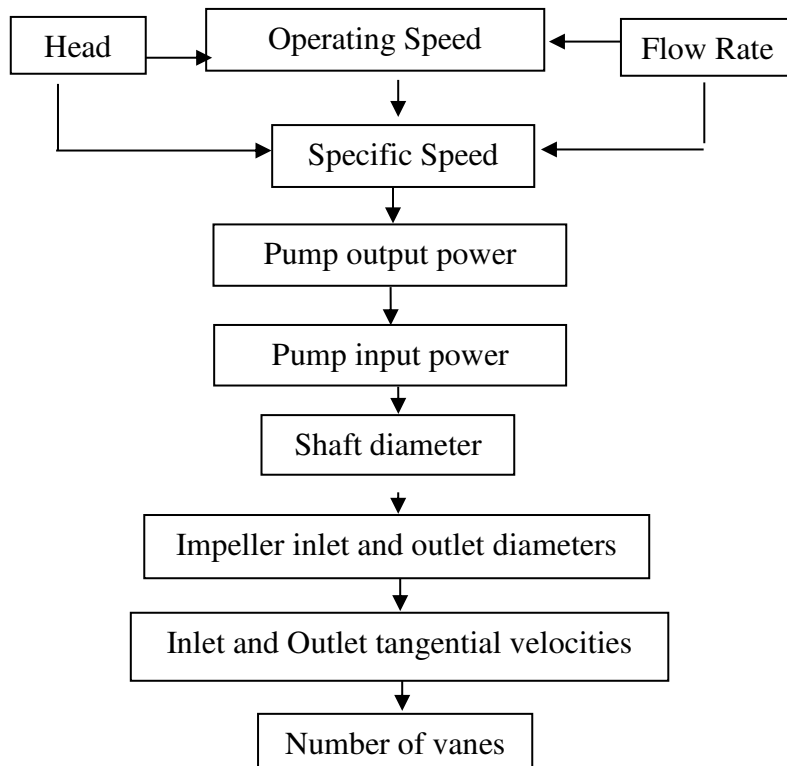 Head
Operating Speed
Flow Rate
Specific Speed
Pump output power
Pump input power
Shaft diameter
Impeller inlet and outlet diameters
Inlet and Outlet tangential velocities
Number of vanes